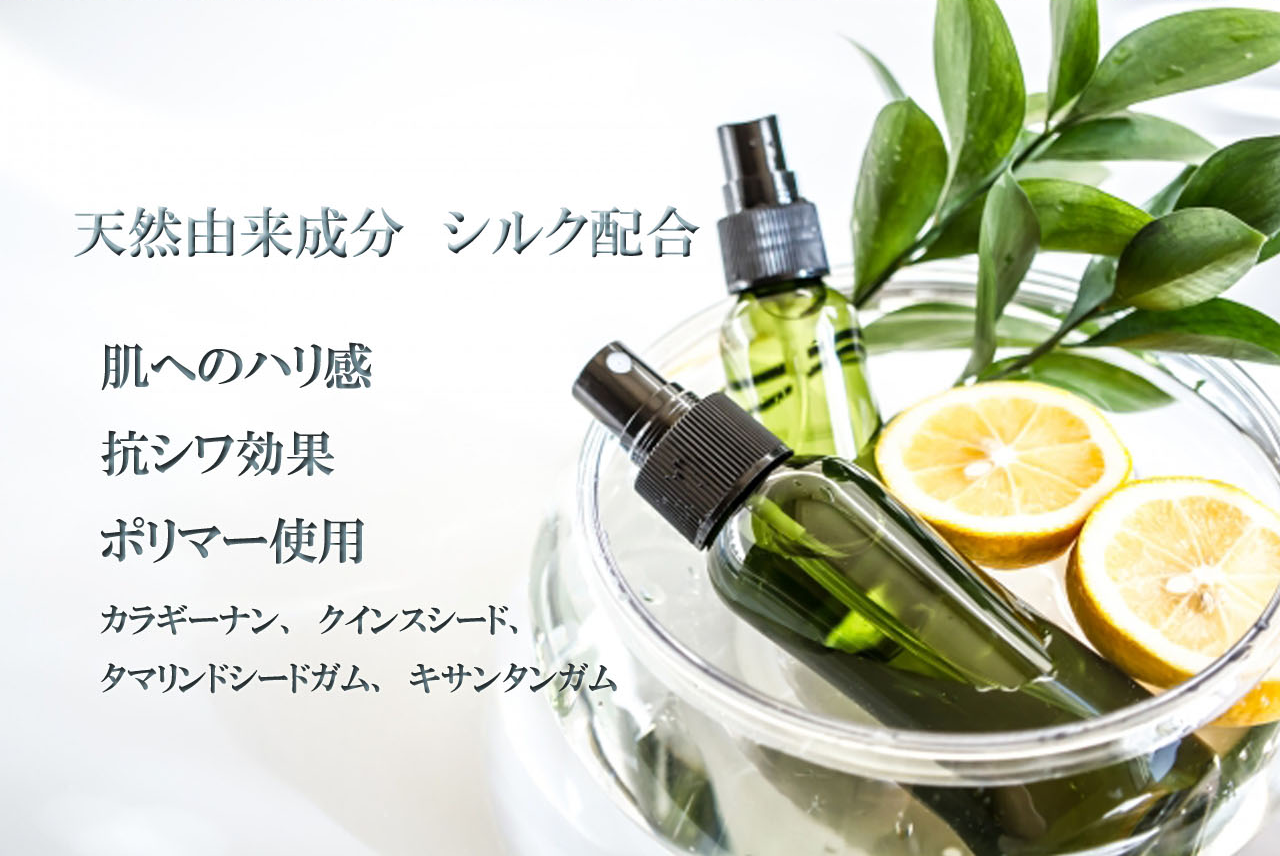 天然由来成分　シルク配合
肌へのハリ感
抗シワ効果
ポリマー使用
カラギーナン、クインスシード、
タマリンドシードガム、キサンタンガム